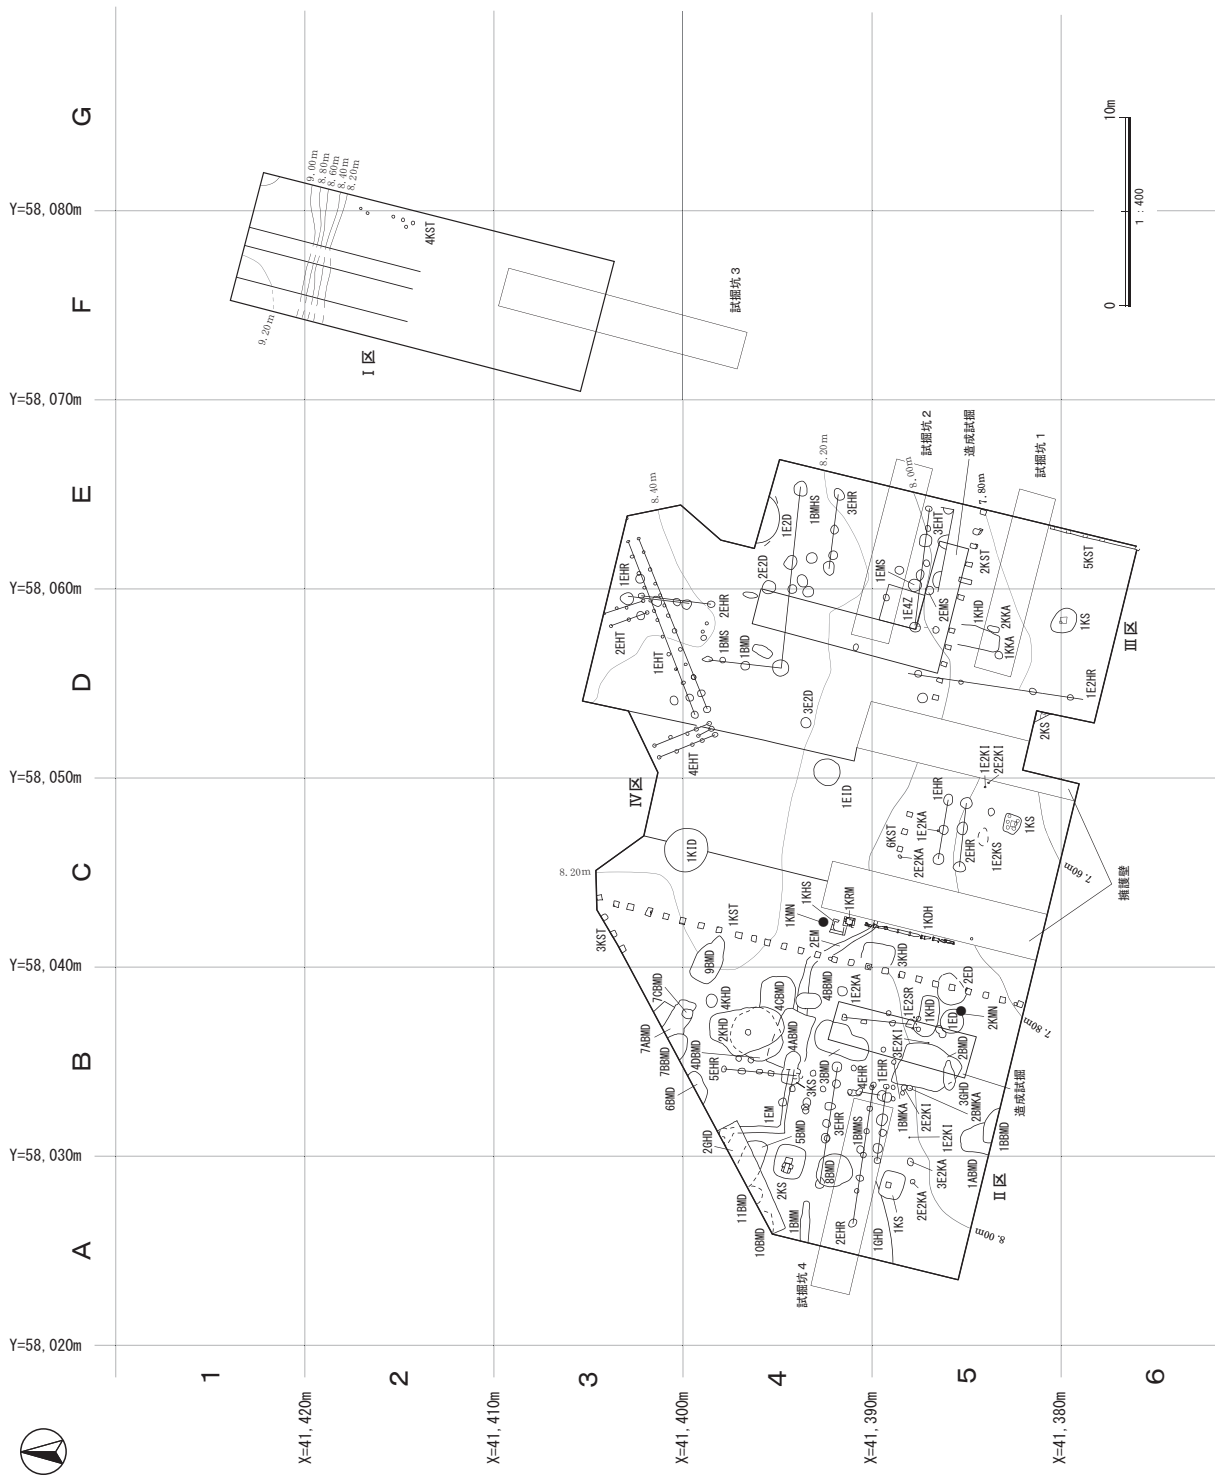 G
F
E
D
C
B
A
Y=58,080m
Y=58,070m
Y=58,060m
Y=58,050m
Y=58,040m
Y=58,030m
Y=58,020m
1
2
3
4
5
6
X=41,420m
X=41,410m
X=41,400m
X=41,390m
X=41,380m
0
10m
1 : 400
9.00m
8.80m
8.60m
8.40m
8.20m
9.20m
4KST
Ⅰ区
試掘坑3
試掘坑2
造成試掘
試掘坑1
8.40m
8.20m
8.00m
7.80m
1E2D
2E2D
1BMHS
3EHR
1EHR
2EHR
2EHT
1EHT
1BMS
1BMD
3E2D
4EHT
1EMS
3EHT
1E4Z
2EMS
2KST
1KHD
2KKA
1KKA
5KST
1KS
Ⅲ区
1E2HR
2KS
Ⅳ区
1EID
1KID
6KST
1EHR
1E2KA
2E2KA
2EHR
1E2KI
2E2KI
1E2KS
1KS
7.60m
擁護壁
8.20m
3KST
1KST
1KMN
1KHS
1KRM
1KDH
2EM
3KHD
9BMD
7CBMD
4KHD
4CBMD
4BBMD
1E2KA
2ED
1E2SR
1KHD
1ED
2KMN
7.80m
7ABMD
7BBMD
2KHD
4DBMD
4ABMD
3E2KI
2BMD
5EHR
6BMD
3KS
3BMD
4EHR
1EHR
3GHD
造成試掘
1EM
3EHR
1BMMS
1BMKA
2E2KI
2BMKA
1E2KI
1BBMD
1ABMD
2GHD
5BMD
2KS
8BMD
3E2KA
2E2KA
Ⅱ区
11BMD
10BMD
1BMM
2EHR
1GHD
1KS
8.00m
試掘坑4